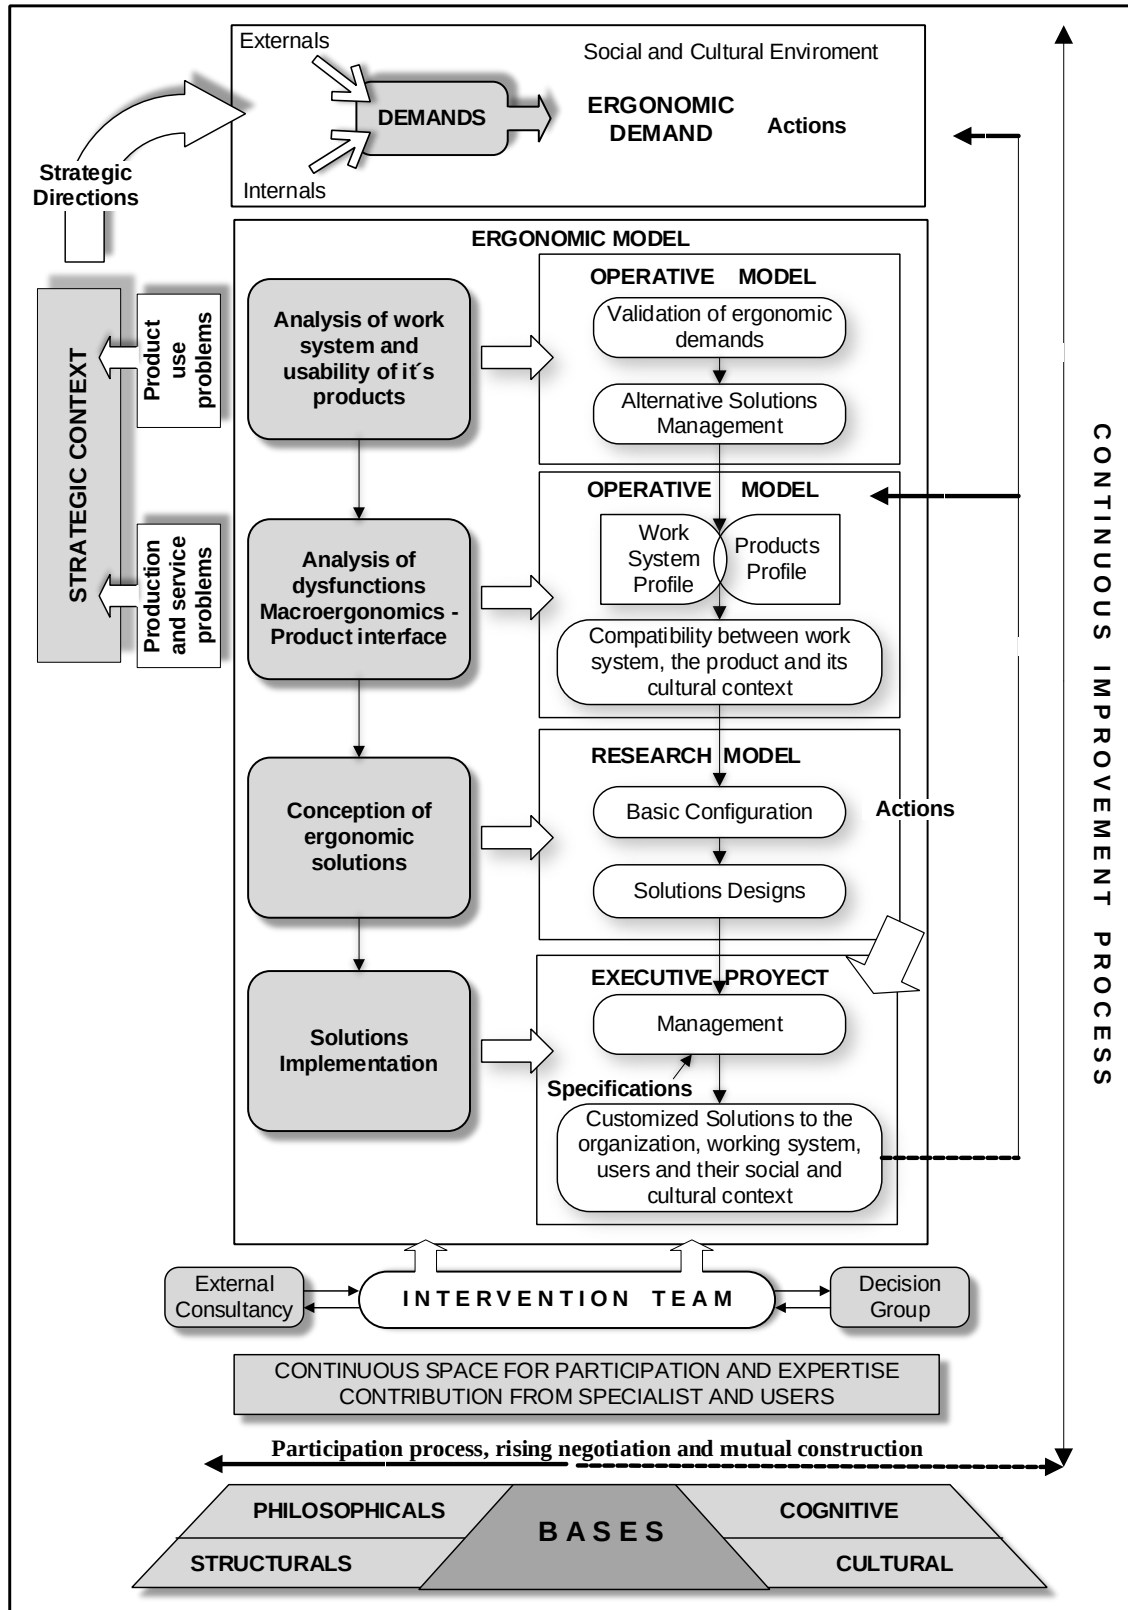 Externals
Social and Cultural Enviroment
DEMANDS
ERGONOMIC
DEMAND
Actions
Internals
Strategic
Directions
STRATEGIC CONTEXT
Product
use
problems
Production
and service
problems
ERGONOMIC MODEL
Analysis of work
system and
usability of it´s
products
OPERATIVE MODEL
Validation of ergonomic
demands
Alternative Solutions
Management
Analysis of
dysfunctions
Macroergonomics -
Product interface
OPERATIVE MODEL
Work
System
Profile
Products
Profile
Compatibility between work
system, the product and its
cultural context
Conception of
ergonomic
solutions
RESEARCH MODEL
Basic Configuration
Solutions Designs
Actions
Solutions
Implementation
EXECUTIVE PROYECT
Management
Specifications
Customized Solutions to the
organization, working system,
users and their social and
cultural context
CONTINUOUS IMPROVEMENT PROCESS
External
Consultancy
INTERVENTION TEAM
Decision
Group
CONTINUOUS SPACE FOR PARTICIPATION AND EXPERTISE
CONTRIBUTION FROM SPECIALIST AND USERS
Participation process, rising negotiation and mutual construction
PHILOSOPHICALS
BASES
COGNITIVE
STRUCTURALS
CULTURAL